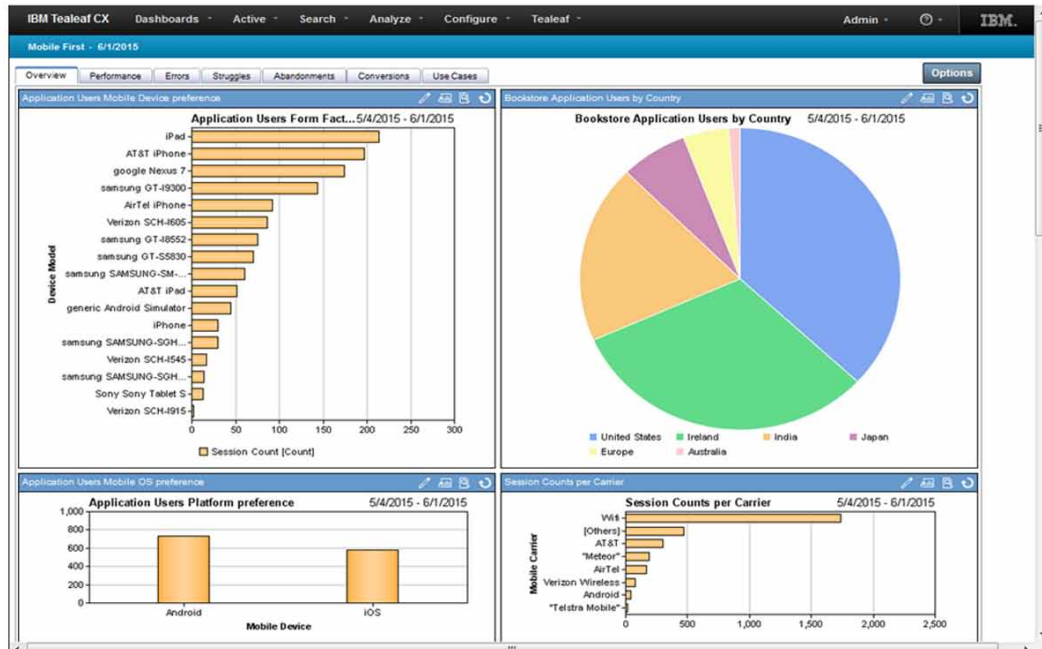 IBM Tealeaf CX Dashboards Active Search Analyze Configure Tealeaf Admin IBM.
Mobile First - 6/1/2015
Overview Performance Errors Struggles Abandonments Conversions Use Cases Options
Application Users Mobile Device preference
Application Users Form Fact... 5/4/2015 - 6/1/2015
Device Model
iPad
AT&T iPhone
google Nexus 7
samsung GT-I9300
AirTel iPhone
Verizon SCH-I605
samsung GT-I8552
samsung GT-S5830
samsung SAMSUNG-SM-...
AT&T iPad
generic Android Simulator
iPhone
samsung SAMSUNG-SGH...
Verizon SCH-I545
samsung SAMSUNG-SGH...
Sony Sony Tablet S
Verizon SCH-I915
0 50 100 150 200 250 300
Session Count [Count]
Bookstore Application Users by Country
Bookstore Application Users by Country 5/4/2015 - 6/1/2015
United States Ireland India Japan
Europe Australia
Application Users Mobile OS preference
Application Users Platform preference 5/4/2015 - 6/1/2015
1,000
800
600
400
200
0
Android iOS
Mobile Device
Session Counts per Carrier
Session Counts per Carrier 5/4/2015 - 6/1/2015
Mobile Carrier
Wifi
[Others]
AT&T
"Meteor"
AirTel
Verizon Wireless
Android
"Telstra Mobile"
0 500 1,000 1,500 2,000 2,500